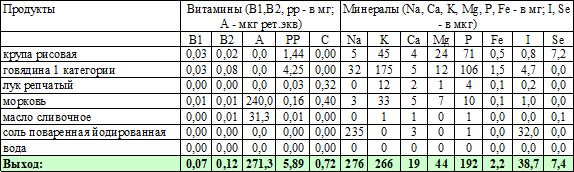 Продукты Витамины (В1,В2, рр - в мг; А - мкг рет.экв) Минералы (Na, Ca, K, Mg, P, Fe - в мг; I, Se - в мкг)
В1 В2 А РР С Na K Ca Mg P Fe I Se
крупа рисовая 0,03 0,02 0,0 1,44 0,00 5 45 4 24 71 0,5 0,8 7,2
говядина 1 категории 0,03 0,08 0,0 4,25 0,00 32 175 5 12 106 1,5 4,7 0,0
лук репчатый 0,00 0,00 0,0 0,03 0,32 0 12 2 1 4 0,1 0,2 0,0
морковь 0,01 0,01 240,0 0,16 0,40 3 33 5 7 10 0,1 1,0 0,0
масло сливочное 0,00 0,01 31,3 0,01 0,00 0 1 1 0 1 0,0 0,0 0,1
соль поваренная йодированная 0,00 0,00 0,0 0,00 0,00 235 0 3 0 1 0,0 32,0 0,0
вода 0,00 0,00 0,0 0,00 0,00 0 0 0 0 0 0,0 0,0 0,0
Выход: 0,07 0,12 271,3 5,89 0,72 276 266 19 44 192 2,2 38,7 7,4